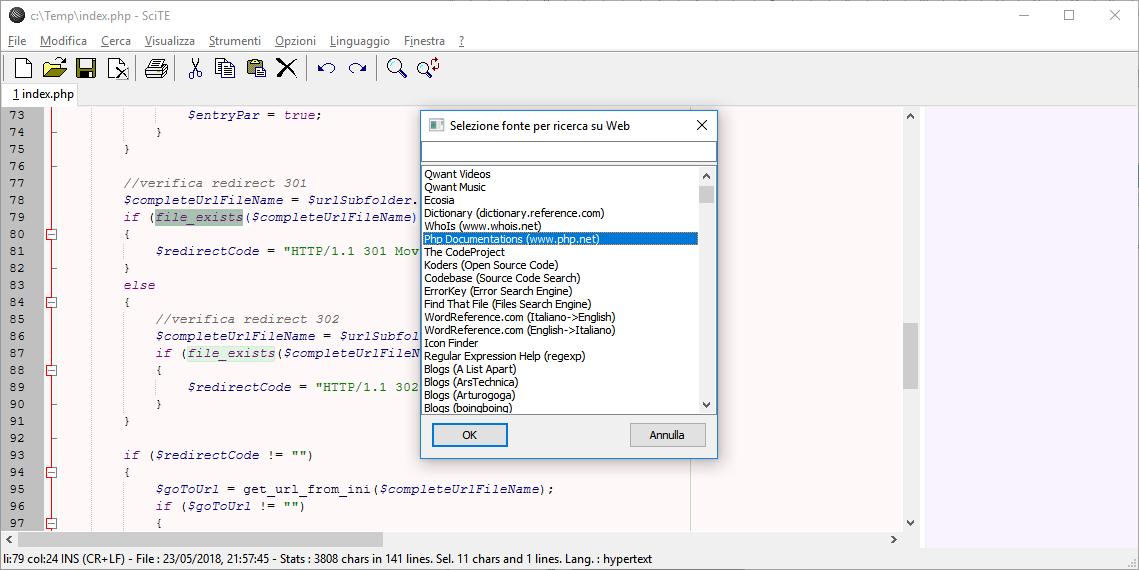 c:\Temp\index.php - SciTE
File Modifica Cerca Visualizza Strumenti Opzioni Linguaggio Finestra ?
1 index.php
73 $entryPar = true;
74 }
75 }
76
77 //verifica redirect 301
78 $completeUrlFileName = $urlSubfolder.
79 if (file_exists($completeUrlFileName)
80 {
81 $redirectCode = "HTTP/1.1 301 Mov
82 }
83 else
84 {
85 //verifica redirect 302
86 $completeUrlFileName = $urlSubfol
87 if (file_exists($completeUrlFileN
88 {
89 $redirectCode = "HTTP/1.1 302
90 }
91 }
92
93 if ($redirectCode != "")
94 {
95 $goToUrl = get_url_from_ini($completeUrlFileName);
96 if ($goToUrl != "")
97 {
Selezione fonte per ricerca su Web
Qwant Videos
Qwant Music
Ecosia
Dictionary (dictionary.reference.com)
WhoIs (www.whois.net)
Php Documentations (www.php.net)
The CodeProject
Koders (Open Source Code)
Codebase (Source Code Search)
ErrorKey (Error Search Engine)
Find That File (Files Search Engine)
WordReference.com (Italiano->English)
WordReference.com (English->Italiano)
Icon Finder
Regular Expression Help (regexp)
Blogs (A List Apart)
Blogs (ArsTechnica)
Blogs (Arturogoga)
Blogs (boingboing)
OK Annulla
li:79 col:24 INS (CR+LF) - File : 23/05/2018, 21:57:45 - Stats : 3808 chars in 141 lines. Sel. 11 chars and 1 lines. Lang. : hypertext